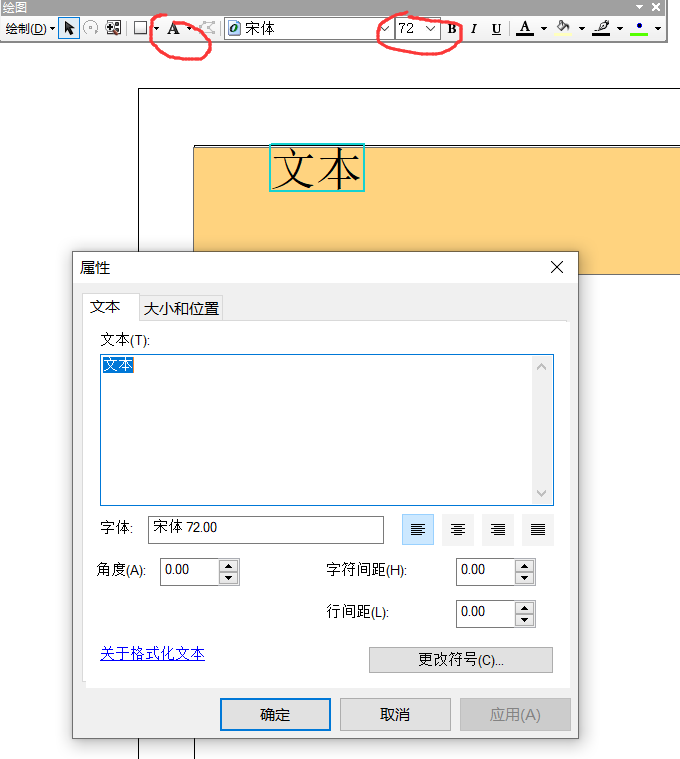 绘图
绘制(D) A 宋体 72 B I U A
文本
属性
文本 大小和位置
文本(T):
文本
字体: 宋体 72.00
角度(A): 0.00 字符间距(H): 0.00
行间距(L): 0.00
关于格式化文本 更改符号(C)...
确定 取消 应用(A)